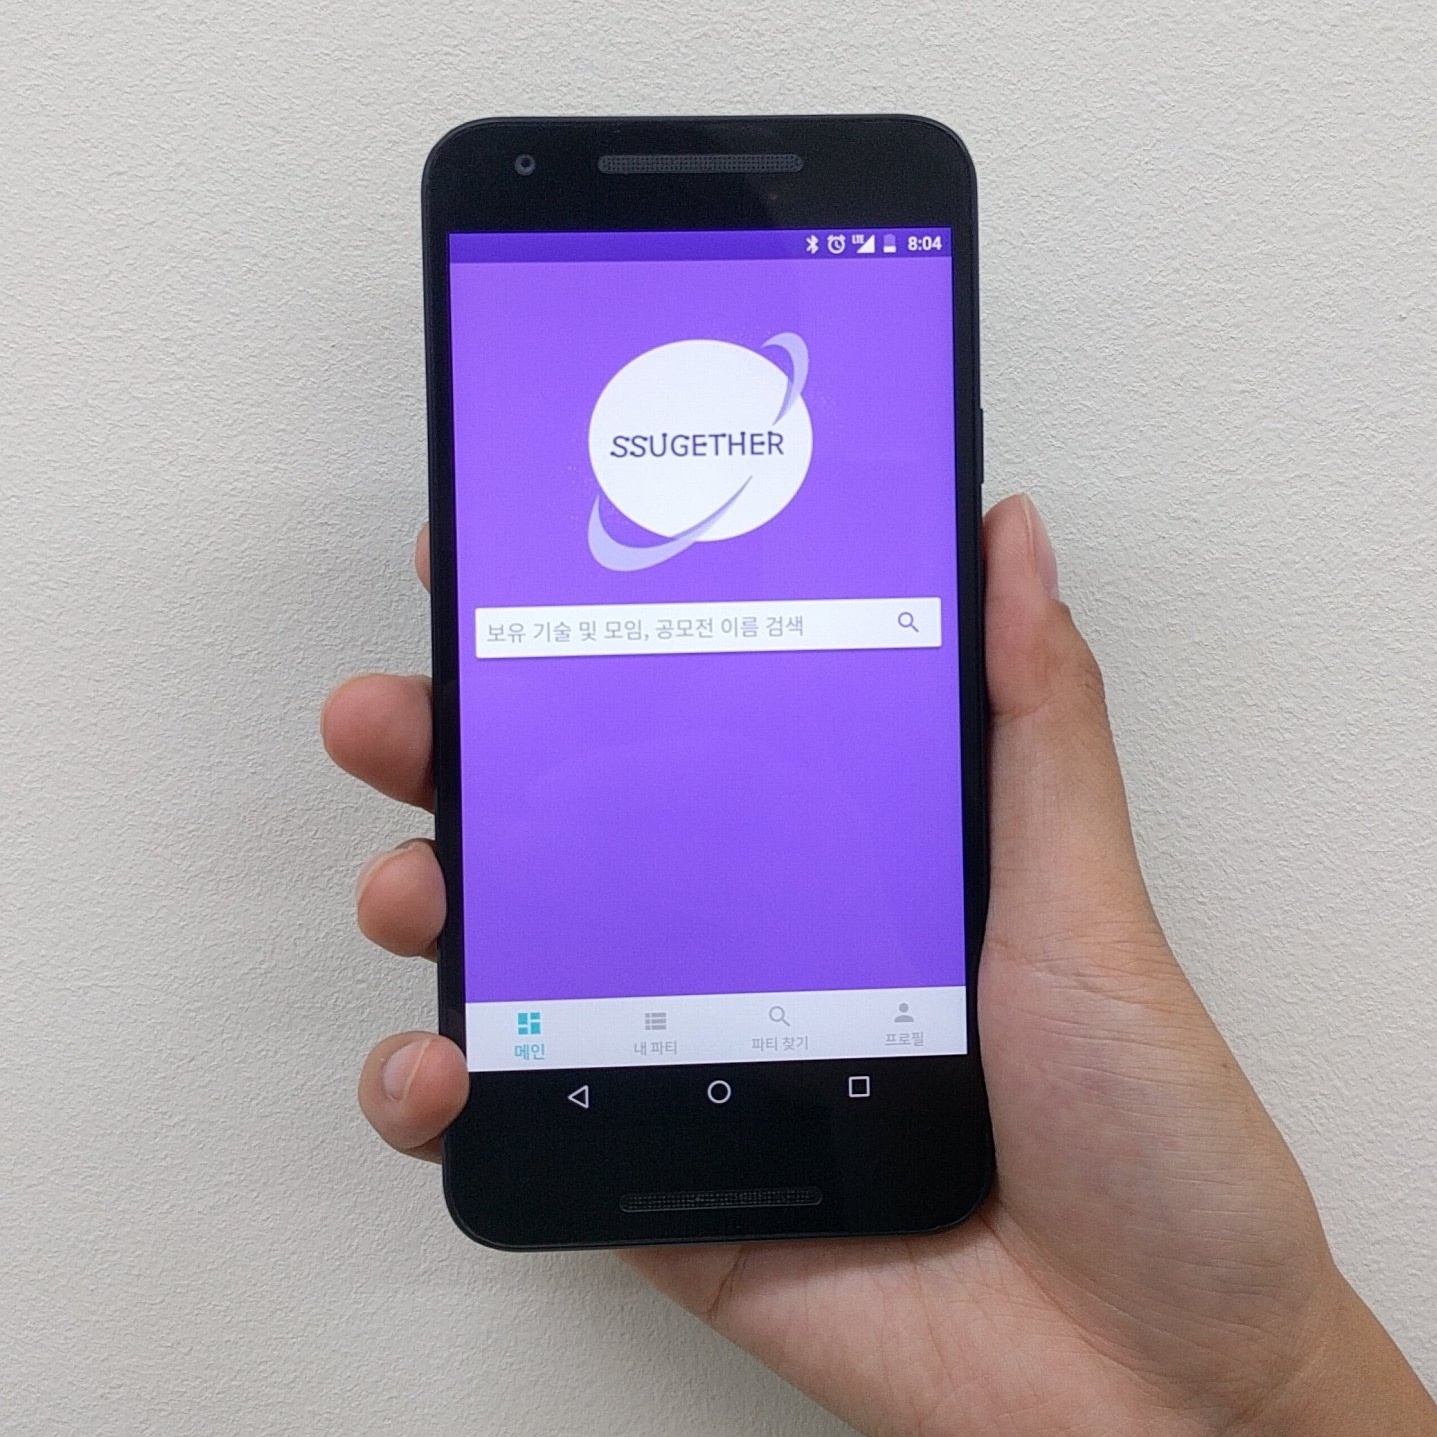 LTE 8:04
SSUGETHER
보유 기술 및 모임, 공모전 이름 검색
메인 내 파티 파티 찾기 프로필